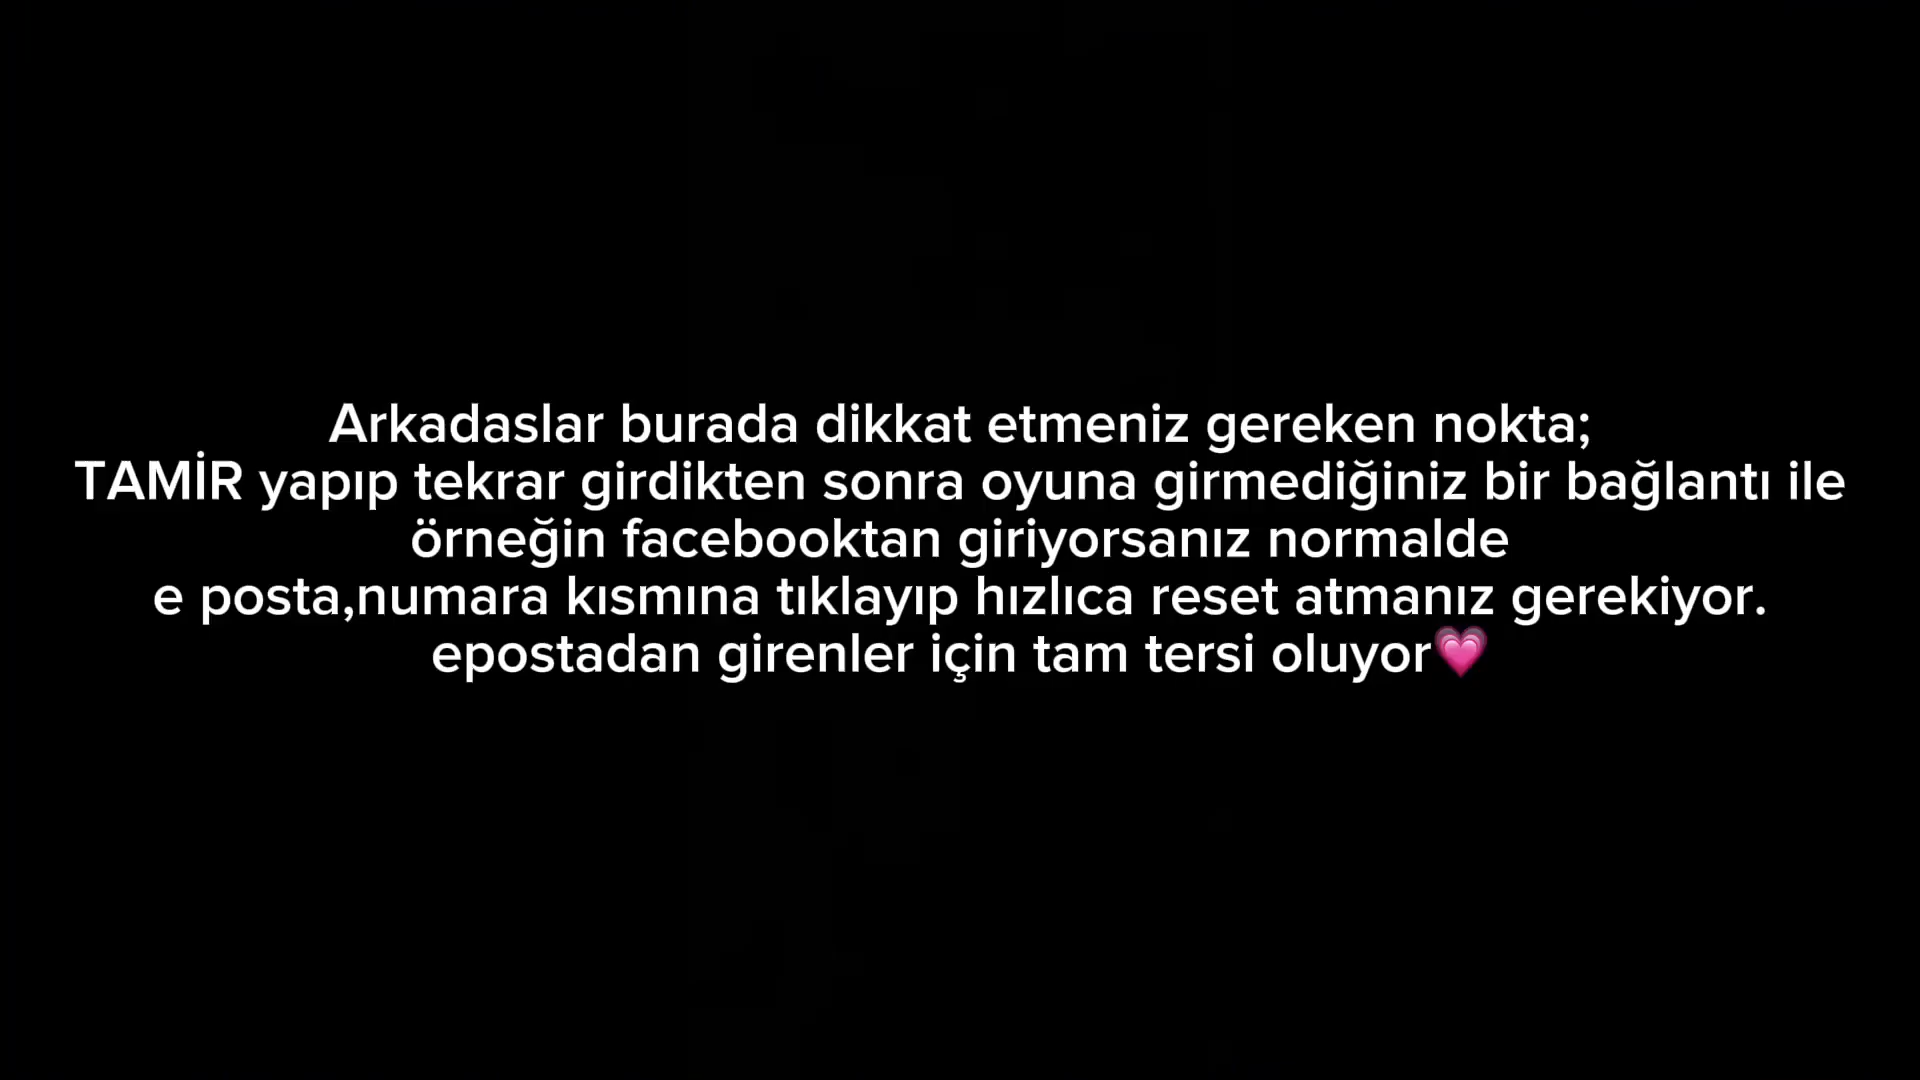 Arkadaslar burada dikkat etmeniz gereken nokta;
TAMİR yapıp tekrar girdikten sonra oyuna girmediğiniz bir bağlantı ile
örneğin facebooktan giriyorsanız normalde
e posta,numara kısmına tıklayıp hızlıca reset atmanız gerekiyor.
epostadan girenler için tam tersi oluyor💗